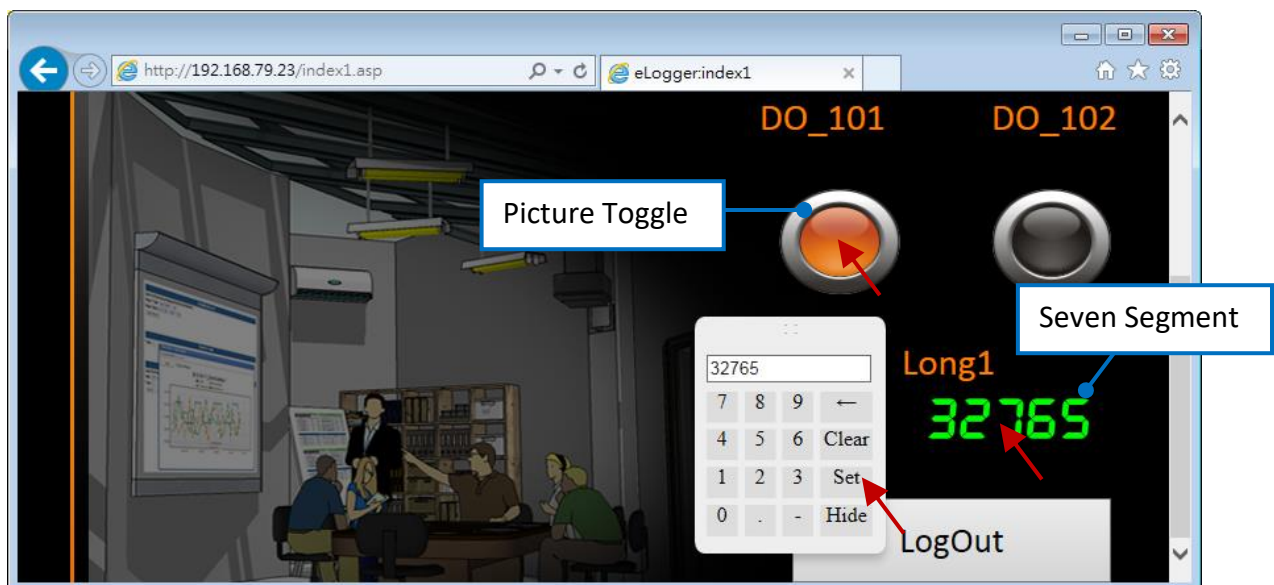 http://192.168.79.23/index1.asp
eLogger:index1
DO_101
DO_102
Picture Toggle
Seven Segment
32765
7 8 9 ←
4 5 6 Clear
1 2 3 Set
0 . - Hide
Long1
32765
LogOut